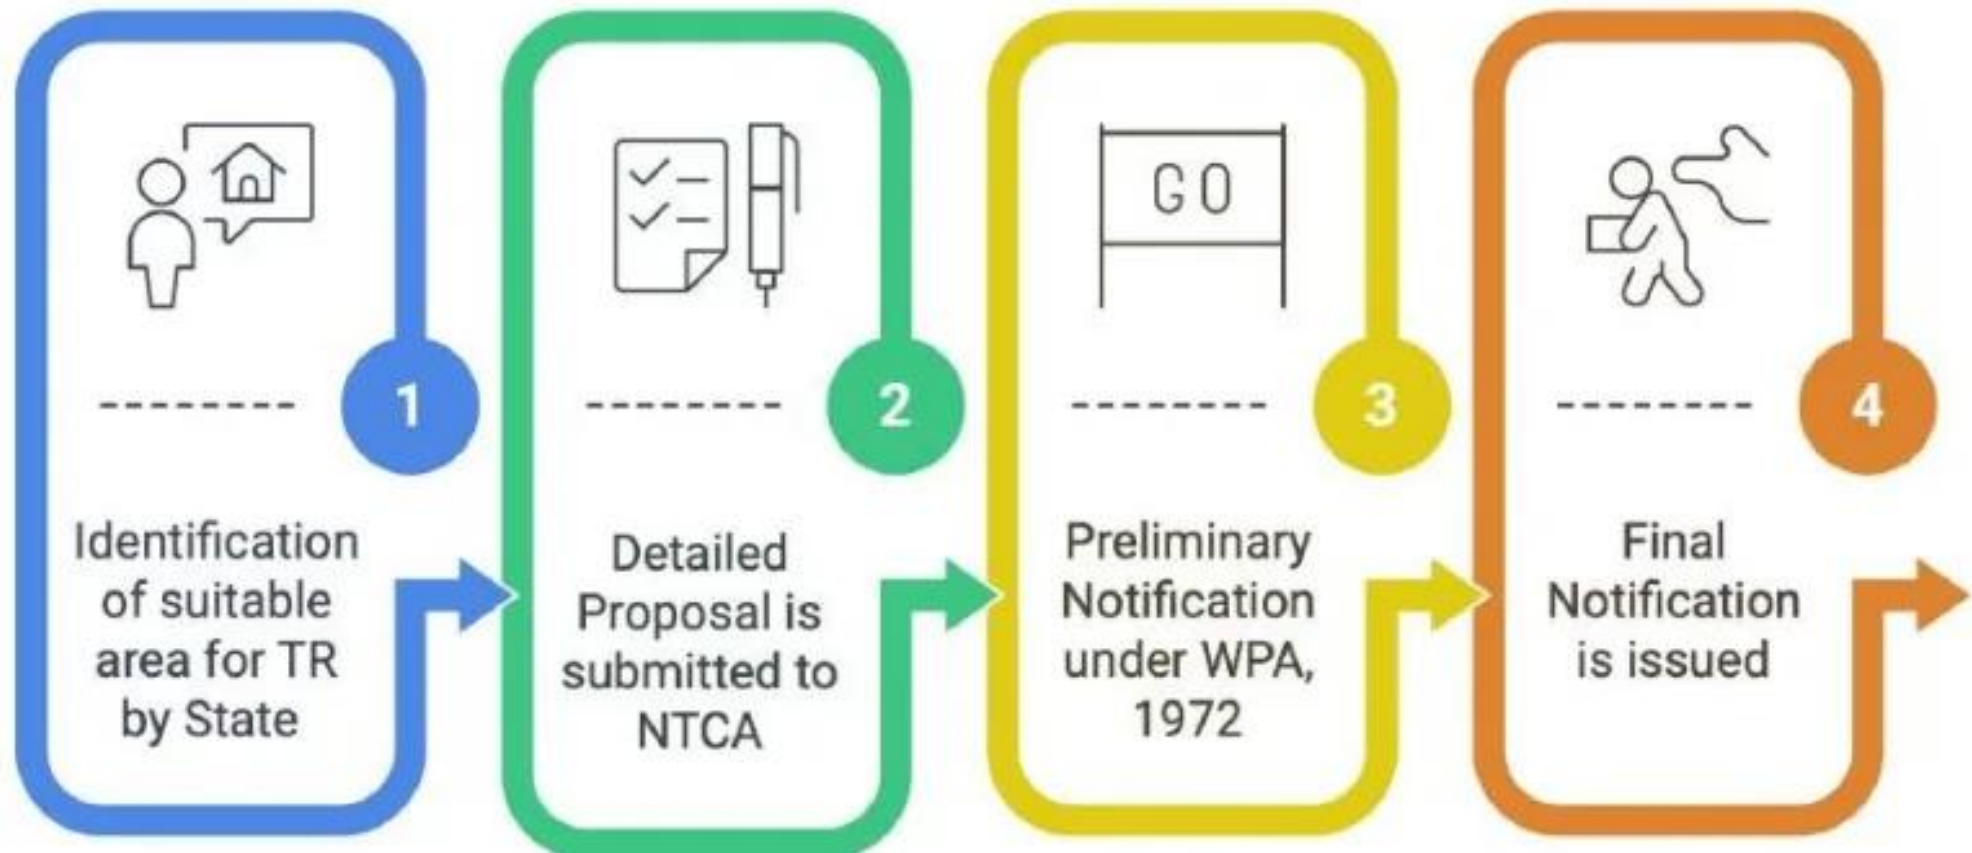 GO
1
2
3
4
Identification
of suitable
area for TR
by State
Detailed
Proposal is
submitted to
NTCA
Preliminary
Notification
under WPA,
1972
Final
Notification
is issued